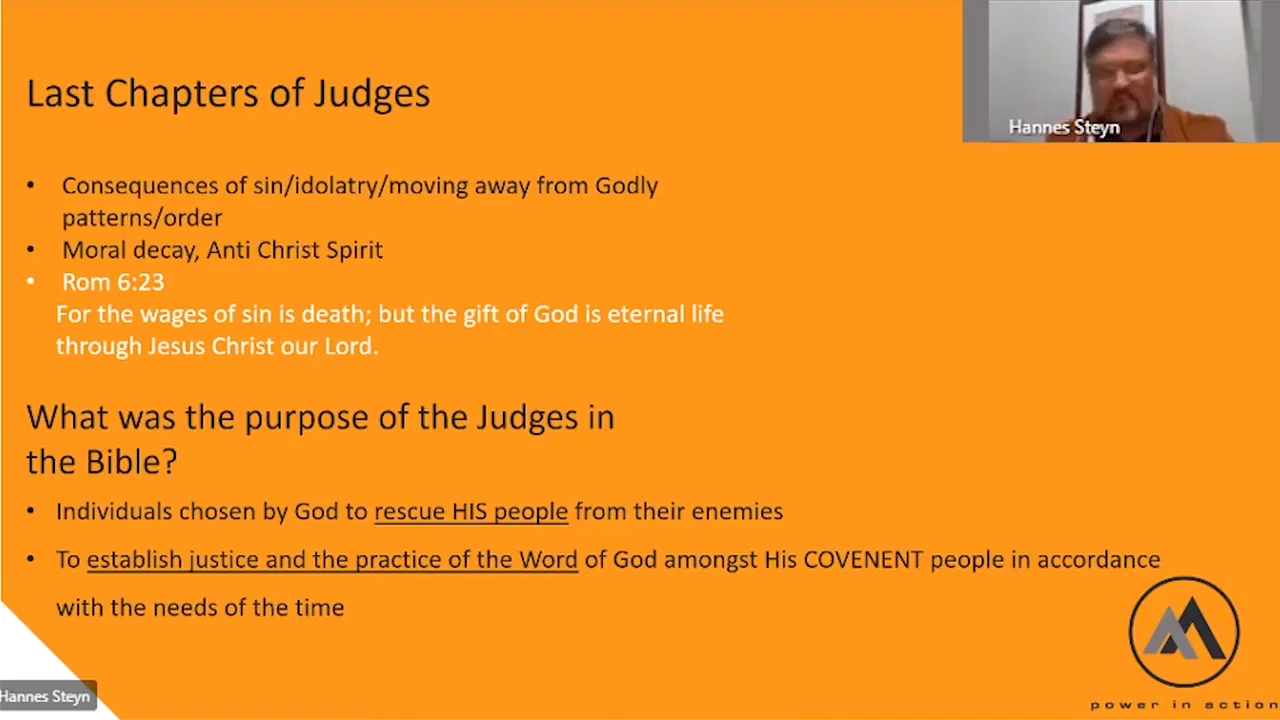 Last Chapters of Judges
Hannes Steyn
• Consequences of sin/idolatry/moving away from Godly
patterns/order
• Moral decay, Anti Christ Spirit
• Rom 6:23
For the wages of sin is death; but the gift of God is eternal life
through Jesus Christ our Lord.
What was the purpose of the Judges in
the Bible?
• Individuals chosen by God to rescue HIS people from their enemies
• To establish justice and the practice of the Word of God amongst His COVENENT people in accordance
with the needs of the time
Hannes Steyn
power in action